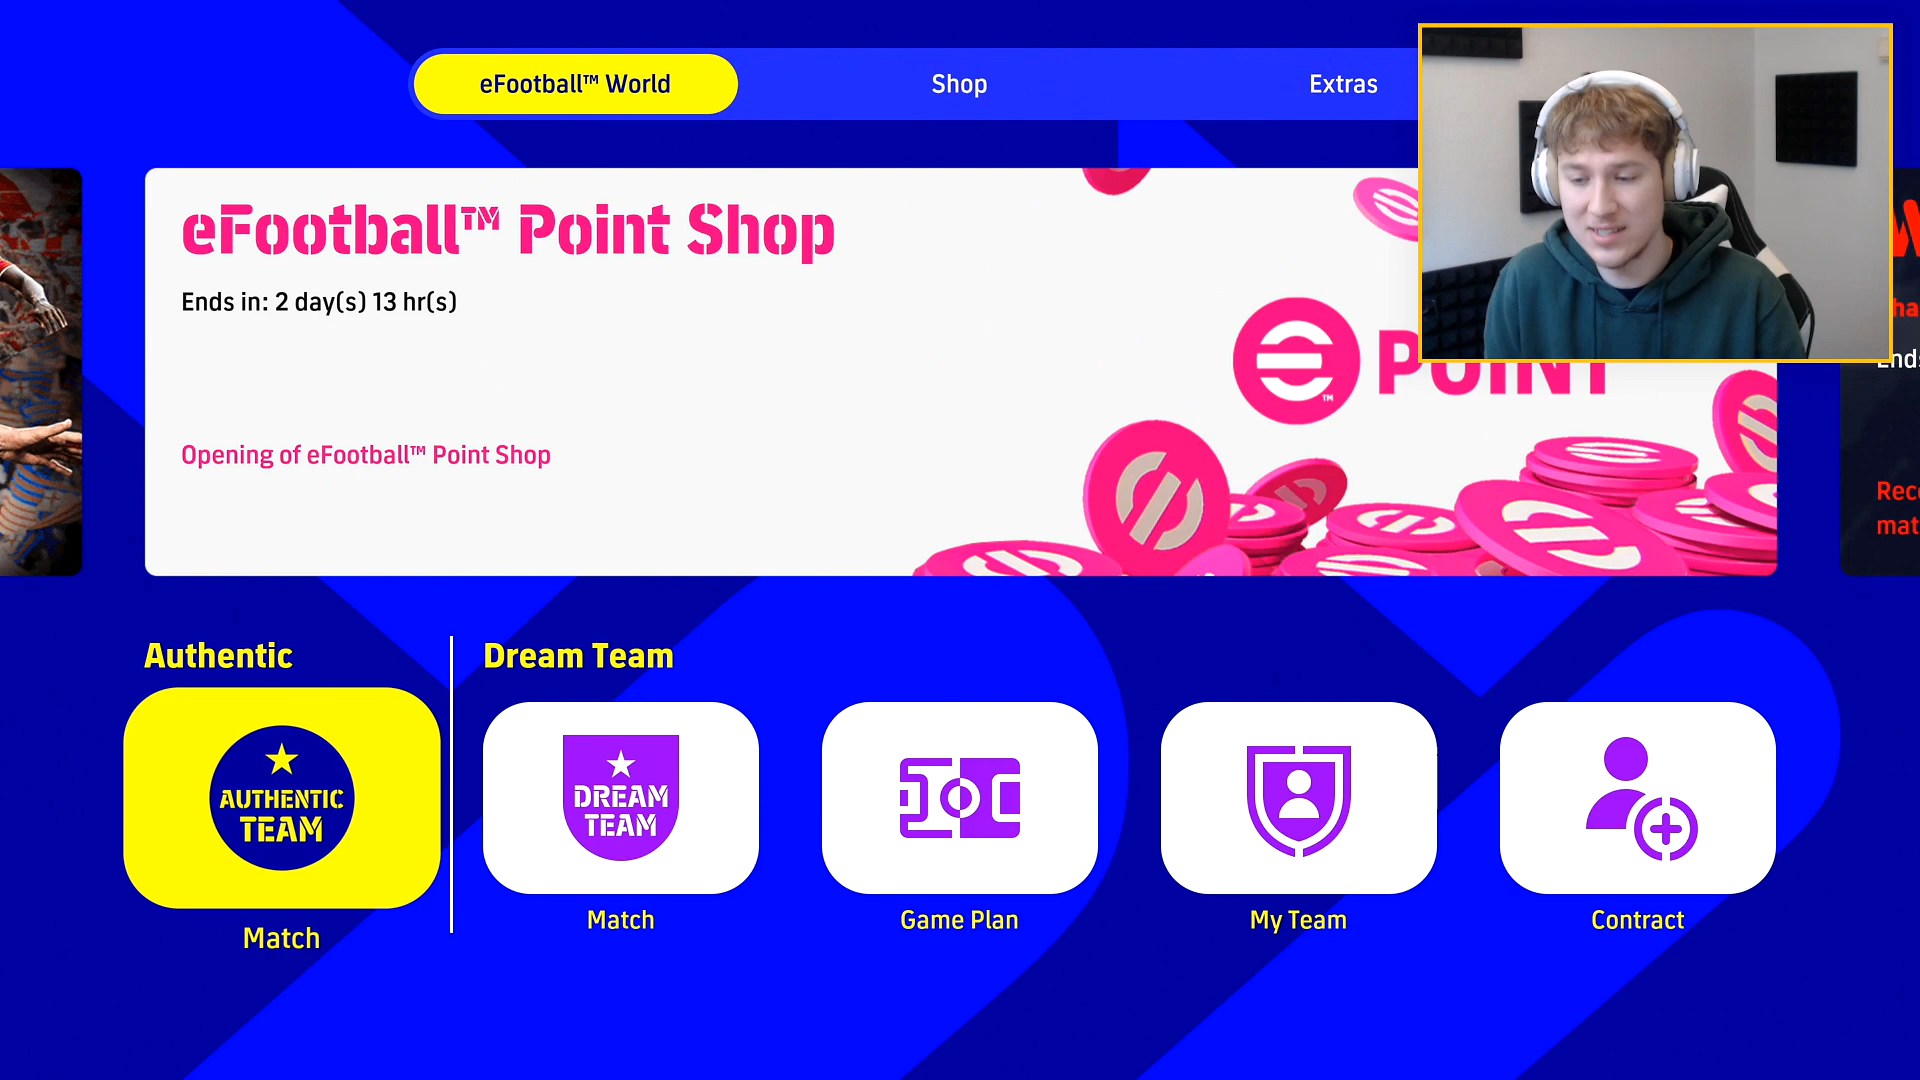 eFootball™ World
Shop
Extras
eFootball™ Point Shop
Ends in: 2 day(s) 13 hr(s)
POINT
Opening of eFootball™ Point Shop
Authentic
Dream Team
AUTHENTIC
TEAM
DREAM
TEAM
Match
Match
Game Plan
My Team
Contract